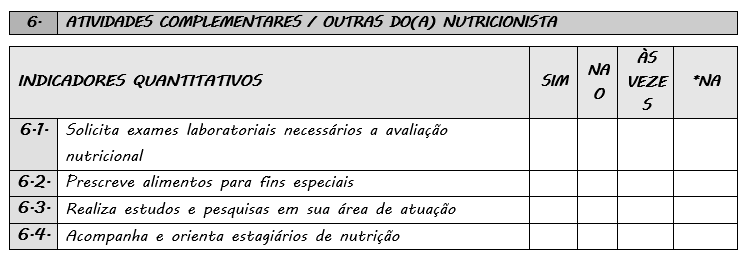 6. ATIVIDADES COMPLEMENTARES / OUTRAS DO(A) NUTRICIONISTA
INDICADORES QUANTITATIVOS SIM NA ÀS *NA
O VEZE
S
6.1. Solicita exames laboratoriais necessários a avaliação
nutricional
6.2. Prescreve alimentos para fins especiais
6.3. Realiza estudos e pesquisas em sua área de atuação
6.4. Acompanha e orienta estagiários de nutrição